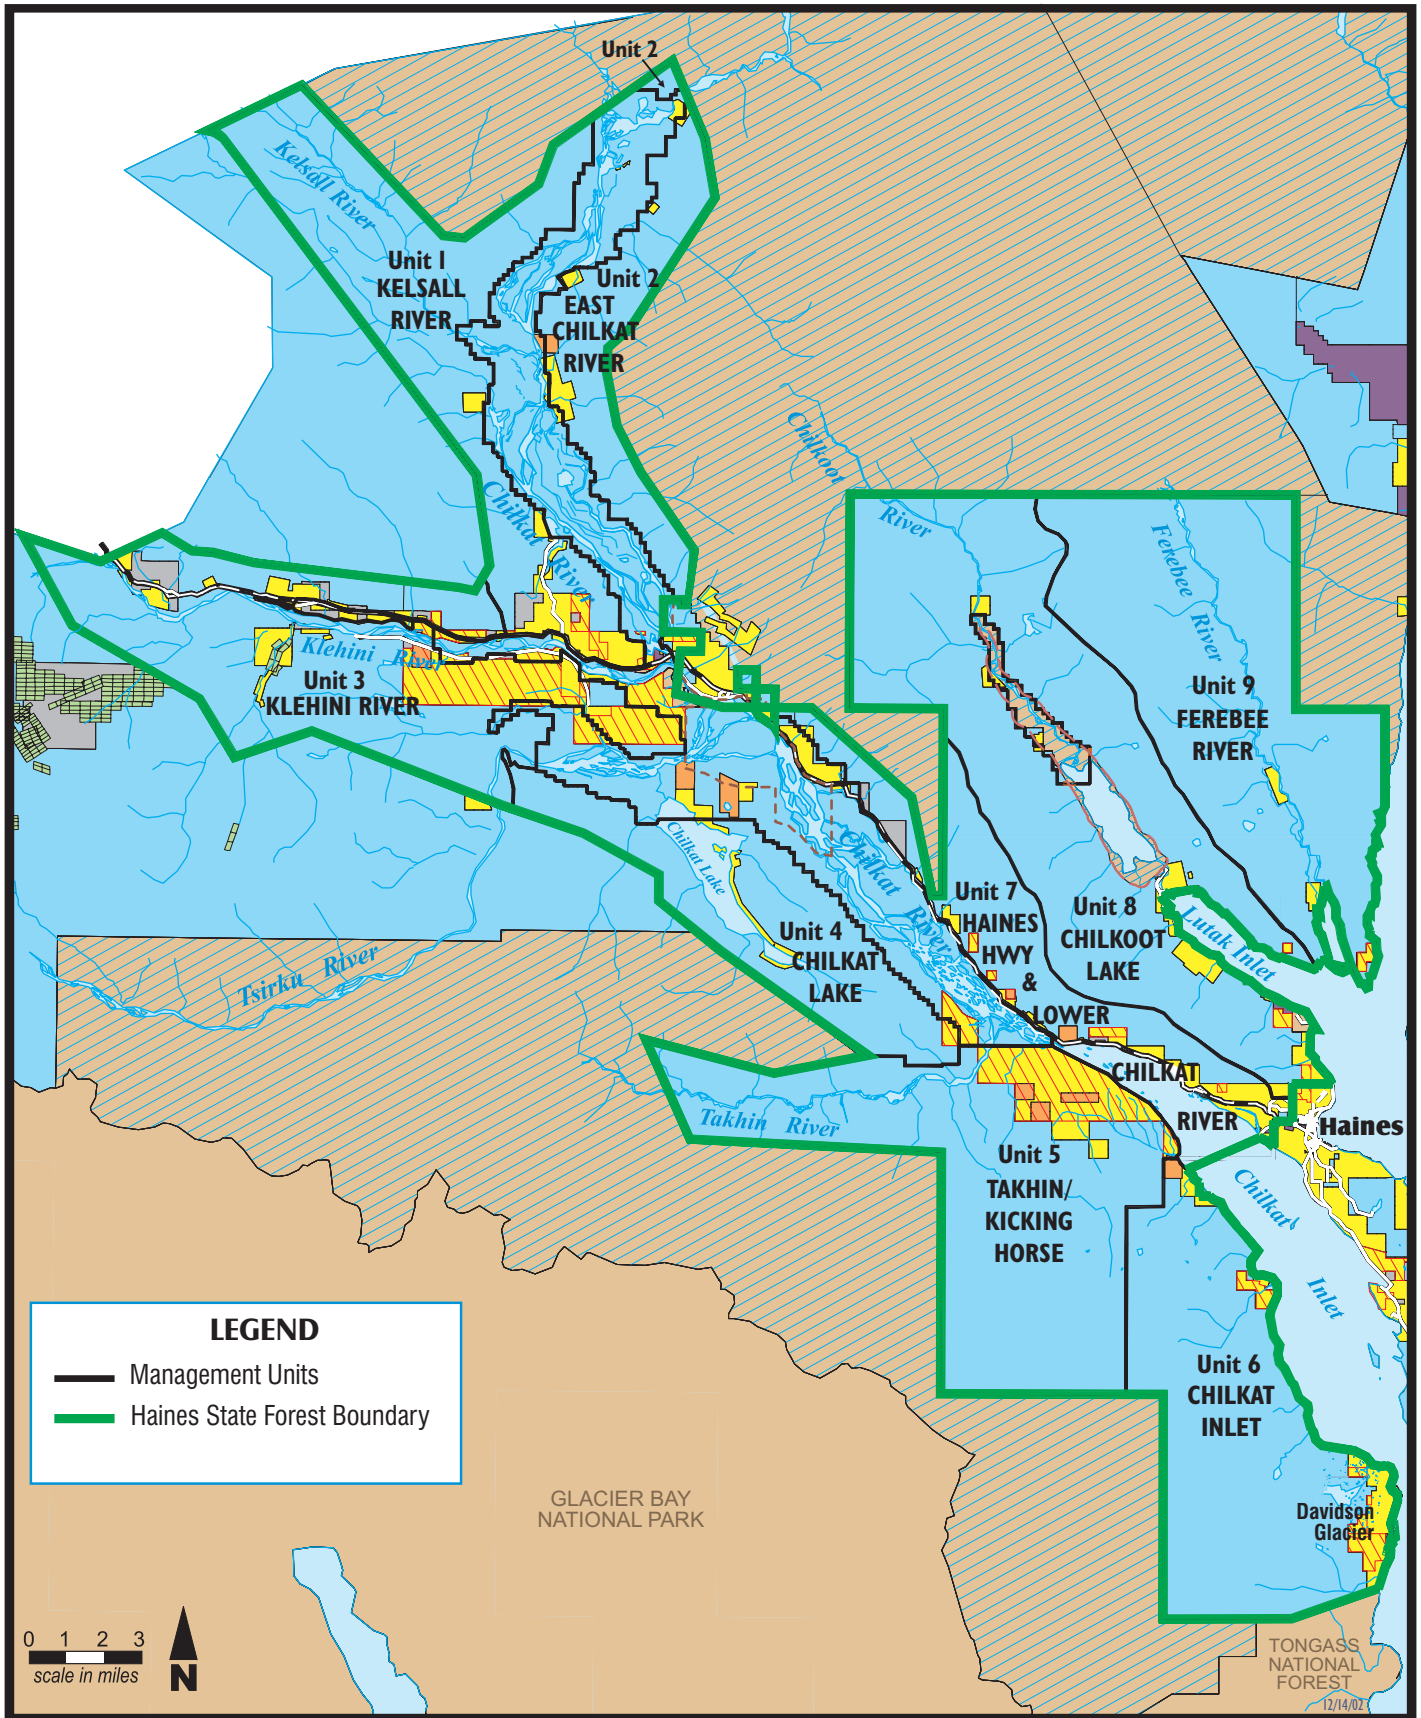 Unit 2
Kelsall River
Unit 1
KELSALL
RIVER
Unit 2
EAST
CHILKAT
RIVER
Chilkoot
River
Chilkat River
Ferebee River
Klehini River
Unit 3
KLEHINI RIVER
Unit 9
FEREBEE
RIVER
Chilkat Lake
Chilkat River
Unit 7
HAINES
HWY
&
LOWER
CHILKAT
RIVER
Unit 8
CHILKOOT
LAKE
Lutak Inlet
Unit 4
CHILKAT
LAKE
Tsirku River
Takhin River
Haines
Unit 5
TAKHIN/
KICKING
HORSE
Chilkat
Inlet
Unit 6
CHILKAT
INLET
LEGEND
Management Units
Haines State Forest Boundary
GLACIER BAY
NATIONAL PARK
Davidson
Glacier
0 1 2 3
scale in miles
N
TONGASS
NATIONAL
FOREST
12/14/02